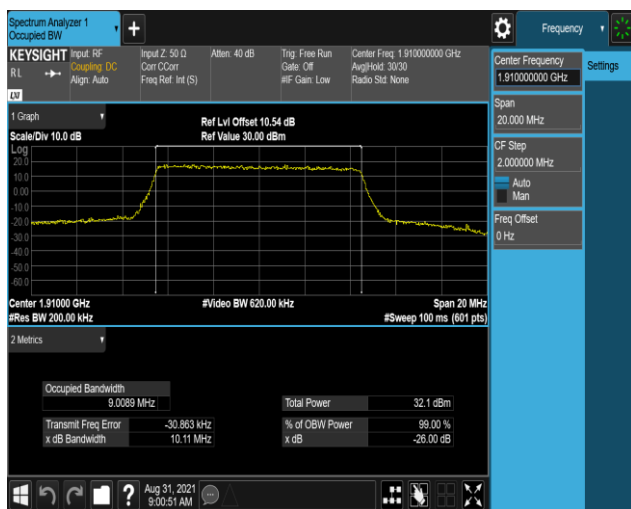 Spectrum Analyzer 1
Occupied BW
Frequency
KEYSIGHT
RL
LXI
Input: RF
Coupling: DC
Align: Auto
Input Z: 50 Ω
Corr CCorr
Freq Ref: Int (S)
Atten: 40 dB
Trig: Free Run
Gate: Off
#IF Gain: Low
Center Freq: 1.910000000 GHz
Avg|Hold: 30/30
Radio Std: None
Center Frequency
1.910000000 GHz
Settings
Span
20.000 MHz
CF Step
2.000000 MHz
Auto
Man
Freq Offset
0 Hz
1 Graph
Scale/Div 10.0 dB
Ref Lvl Offset 10.54 dB
Ref Value 30.00 dBm
Log
20.0
10.0
0.00
-10.0
-20.0
-30.0
-40.0
-50.0
-60.0
Center 1.91000 GHz
#Res BW 200.00 kHz
#Video BW 620.00 kHz
Span 20 MHz
#Sweep 100 ms (601 pts)
2 Metrics
Occupied Bandwidth
9.0089 MHz
Total Power 32.1 dBm
Transmit Freq Error -30.863 kHz
% of OBW Power 99.00 %
x dB Bandwidth 10.11 MHz
x dB -26.00 dB
?
Aug 31, 2021
9:00:51 AM